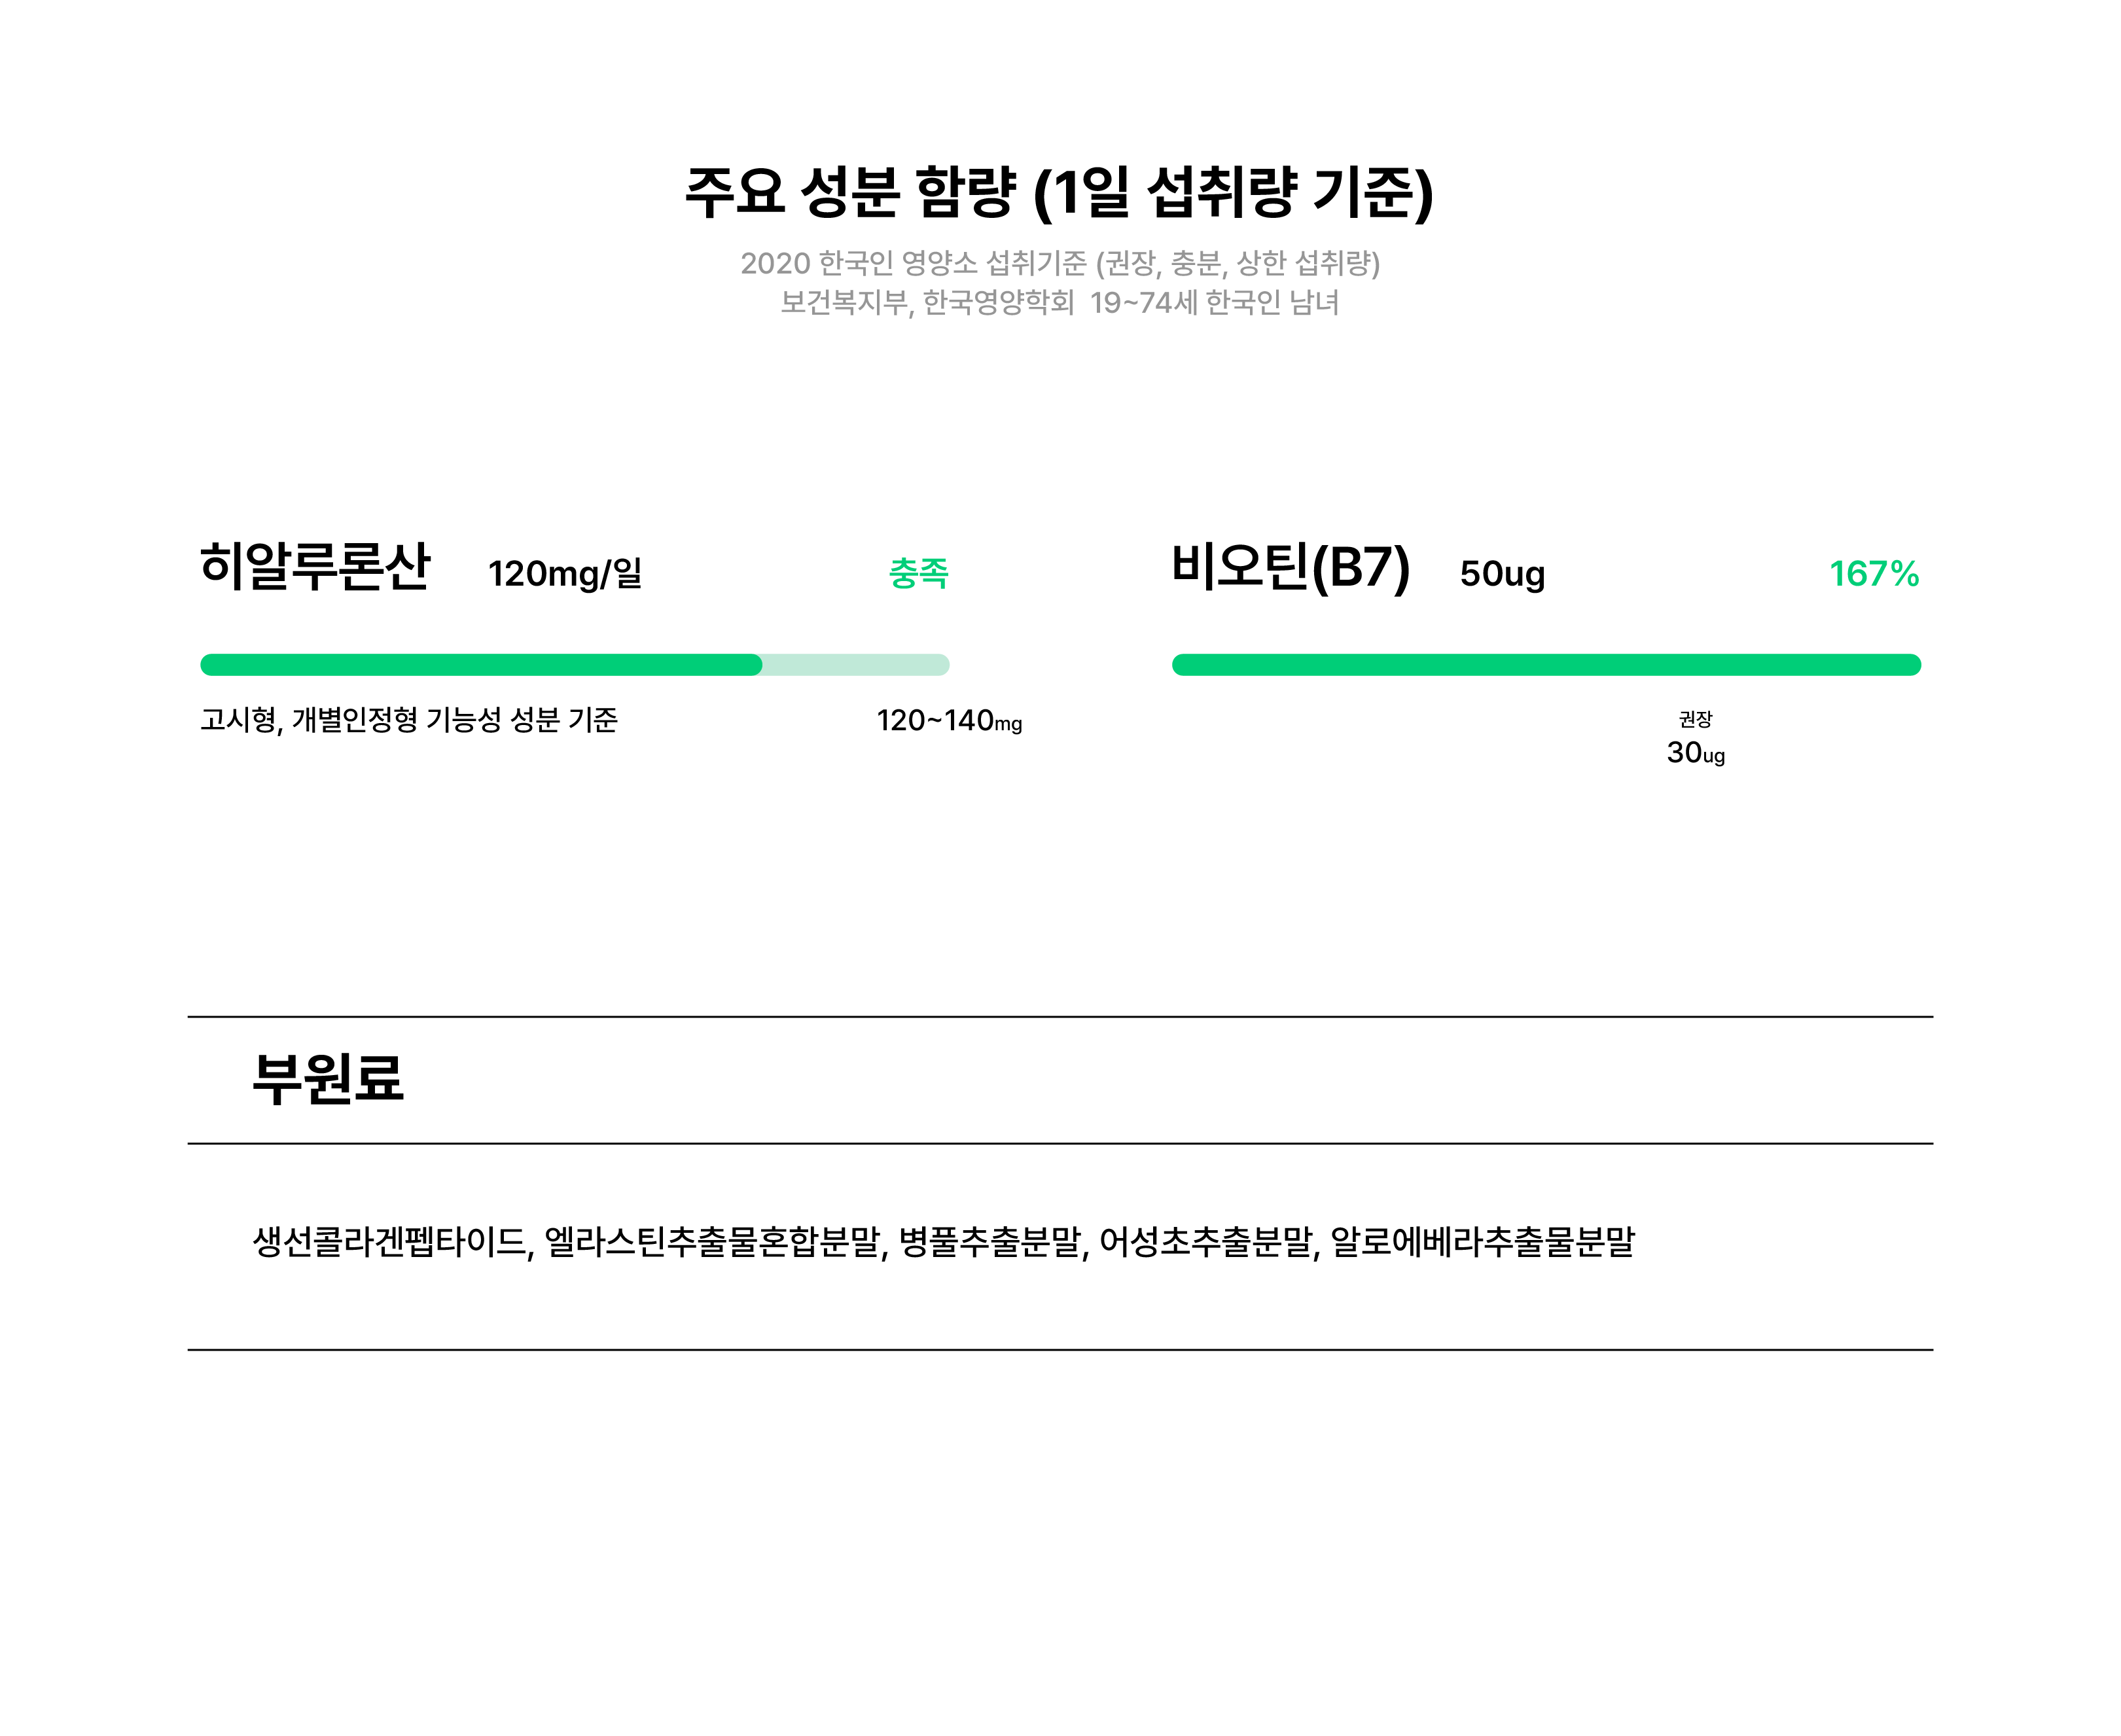 주요 성분 함량 (1일 섭취량 기준)
2020 한국인 영양소 섭취기준 (권장, 충분, 상한 섭취량)
보건복지부, 한국영양학회 19~74세 한국인 남녀
히알루론산 120mg/일 충족
고시형, 개별인정형 기능성 성분 기준 120~140mg
비오틴(B7) 50ug 167%
권장
30ug
부원료
생선콜라겐펩타이드, 엘라스틴추출물혼합분말, 병풀추출분말, 어성초추출분말, 알로에베라추출물분말